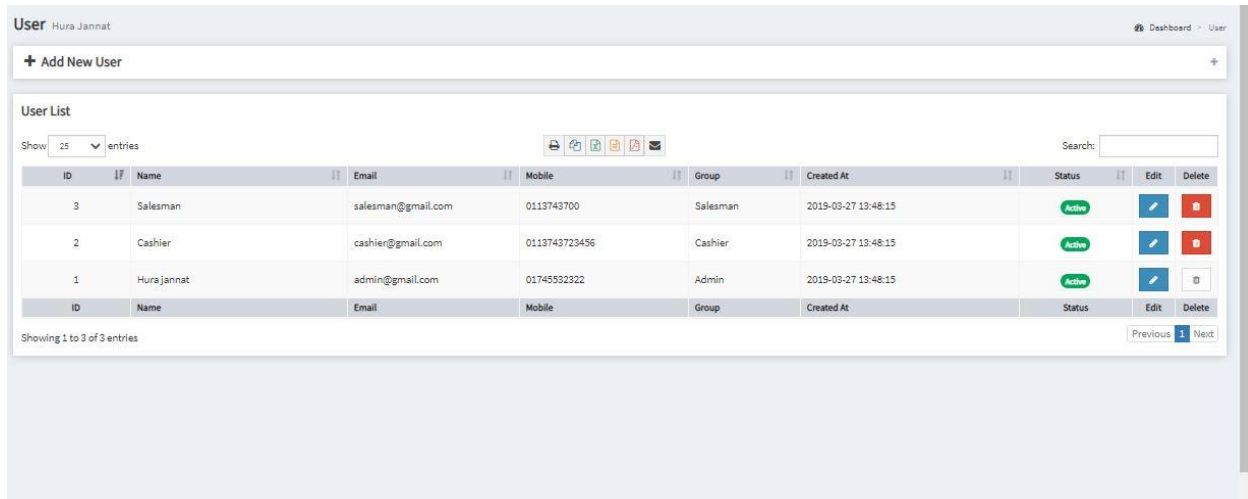 User Hura Jannat Dashboard > User
+ Add New User +
User List
Show 25 entries Search:
ID Name Email Mobile Group Created At Status Edit Delete
3 Salesman salesman@gmail.com 0113743700 Salesman 2019-03-27 13:48:15 Active
2 Cashier cashier@gmail.com 0113743723456 Cashier 2019-03-27 13:48:15 Active
1 Hura jannat admin@gmail.com 01745532322 Admin 2019-03-27 13:48:15 Active
ID Name Email Mobile Group Created At Status Edit Delete
Showing 1 to 3 of 3 entries Previous 1 Next